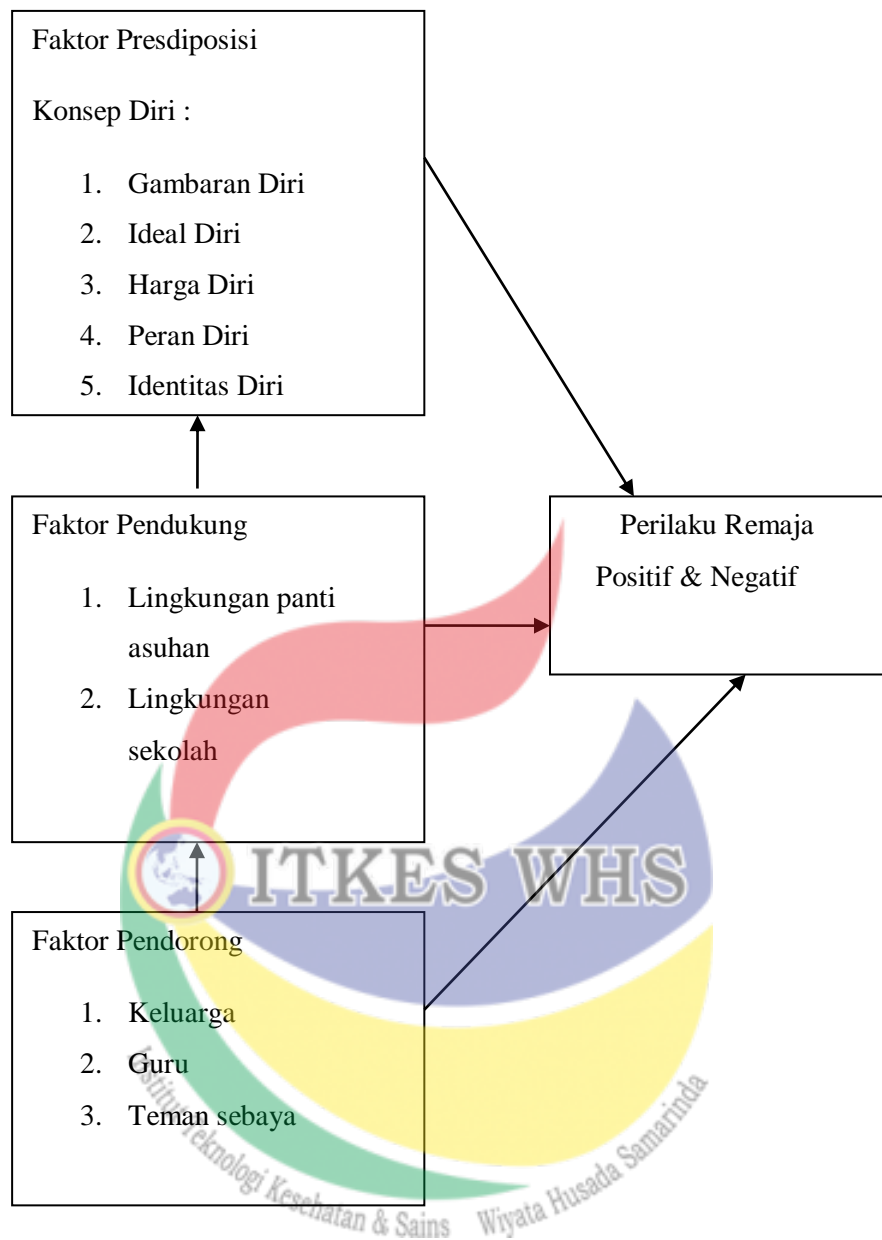 Faktor Presdiposisi
Konsep Diri :
1. Gambaran Diri
2. Ideal Diri
3. Harga Diri
4. Peran Diri
5. Identitas Diri
Faktor Pendukung
1. Lingkungan panti
asuhan
2. Lingkungan
sekolah
Perilaku Remaja
Positif & Negatif
ITKES WHS
Faktor Pendorong
1. Keluarga
2. Guru
3. Teman sebaya
Institut Teknologi Kesehatan & Sains Wiyata Husada Samarinda